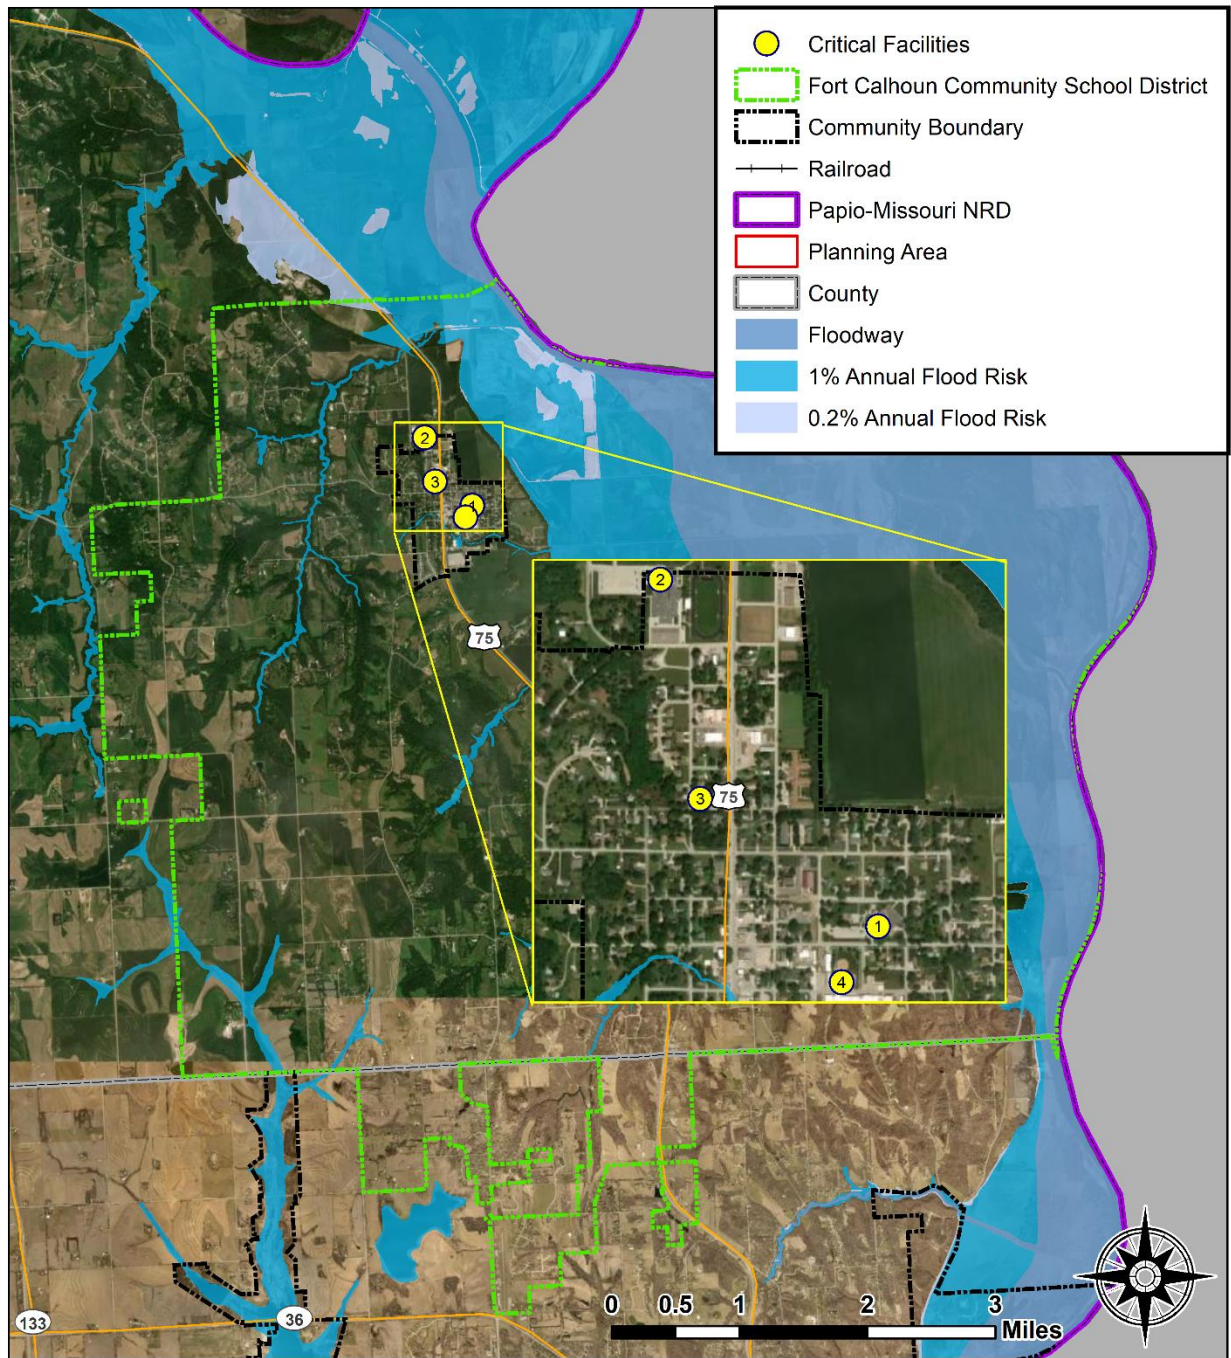 Critical Facilities
Fort Calhoun Community School District
Community Boundary
Railroad
Papio-Missouri NRD
Planning Area
County
Floodway
1% Annual Flood Risk
0.2% Annual Flood Risk
2
3
1
75
2
3
75
1
4
0 0.5 1 2 3
Miles
133
36